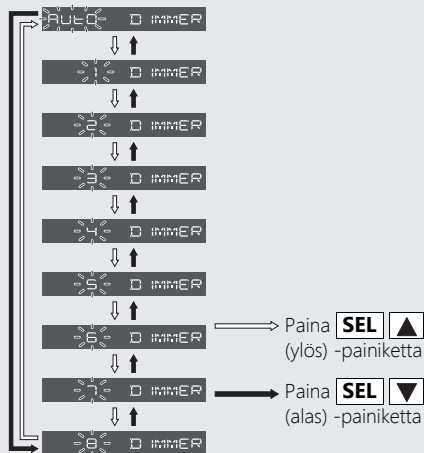 AUTO DIMMER
1 DIMMER
2 DIMMER
3 DIMMER
4 DIMMER
5 DIMMER
6 DIMMER
Paina SEL ▲
(ylös) -painiketta
7 DIMMER
Paina SEL ▼
(alas) -painiketta
8 DIMMER